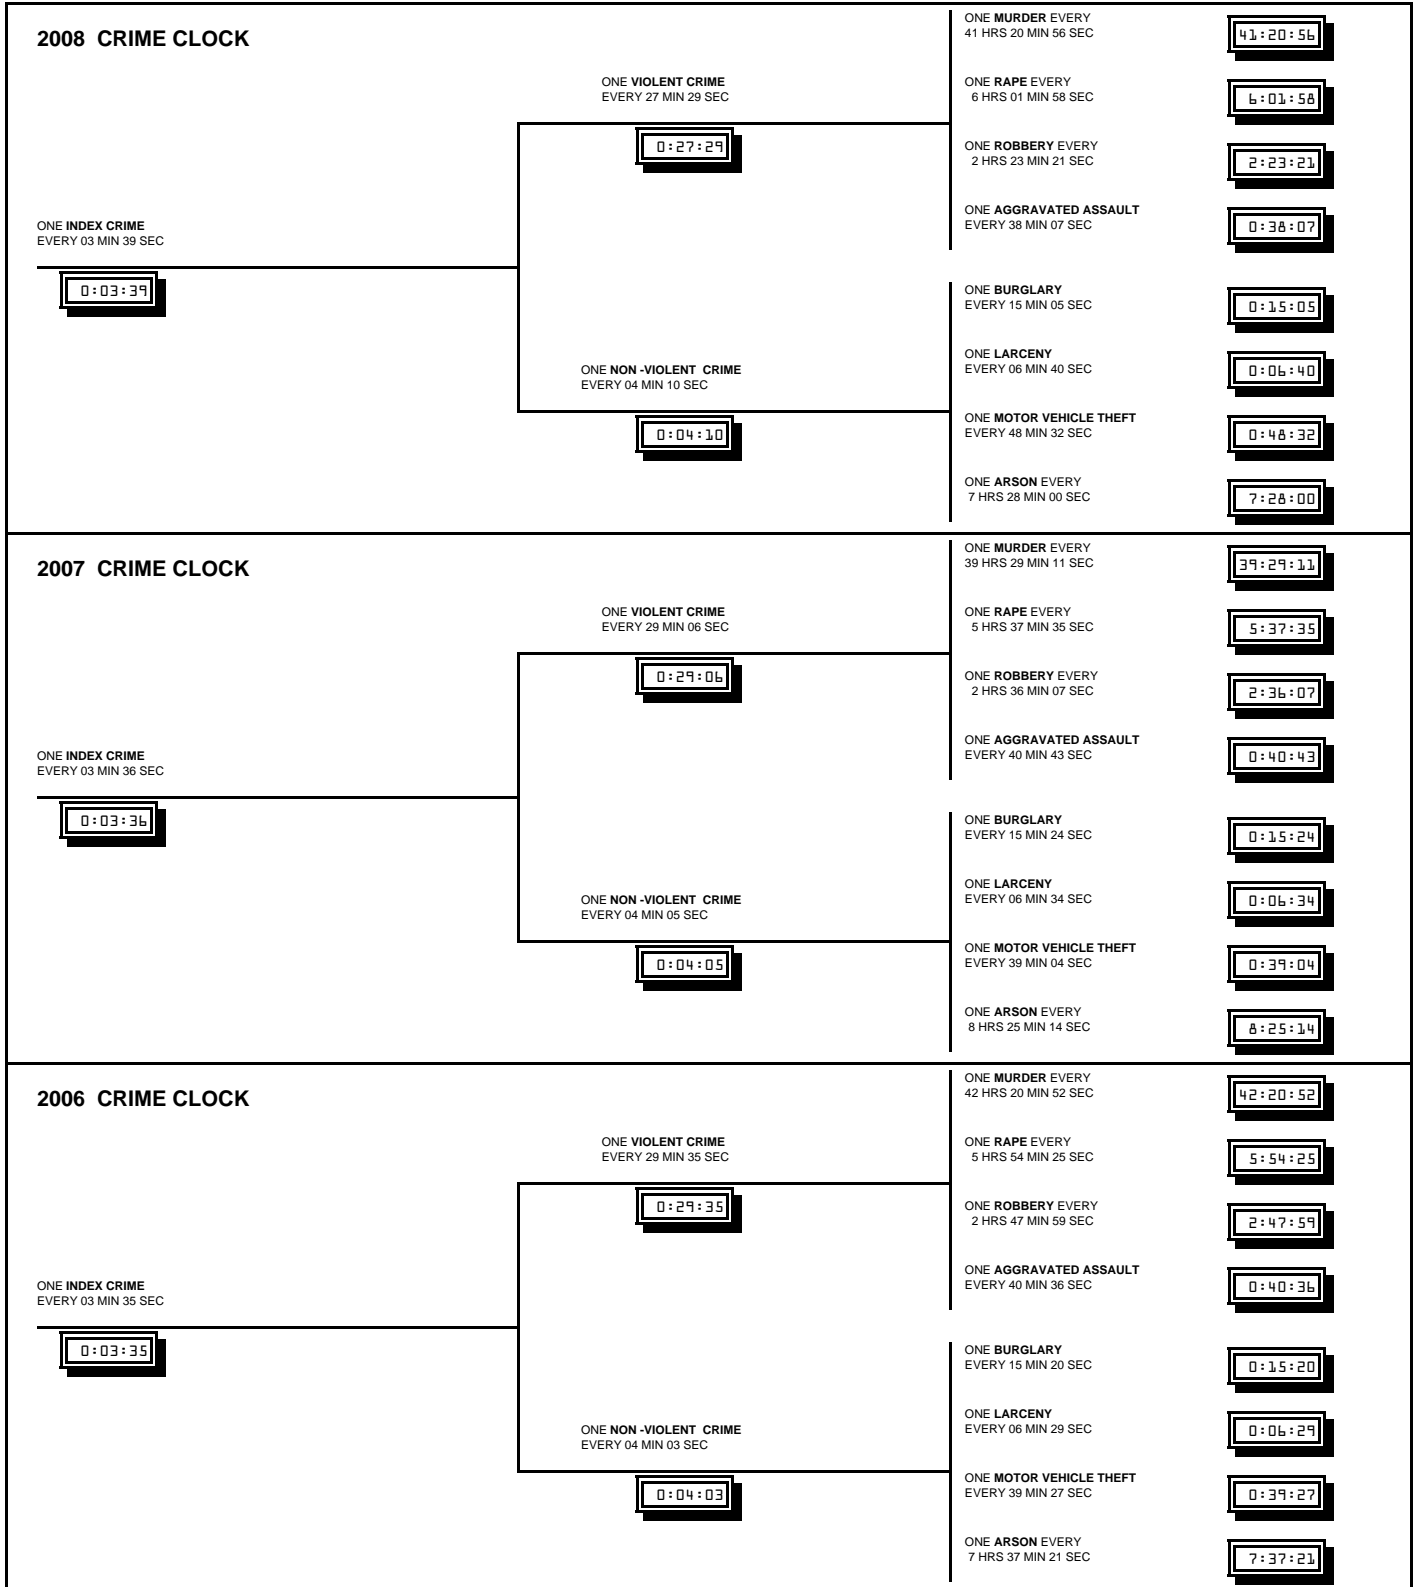 2008 CRIME CLOCK
ONE INDEX CRIME
EVERY 03 MIN 39 SEC
0:03:39
ONE VIOLENT CRIME
EVERY 27 MIN 29 SEC
0:27:29
ONE NON -VIOLENT CRIME
EVERY 04 MIN 10 SEC
0:04:10
ONE MURDER EVERY
41 HRS 20 MIN 56 SEC
41:20:56
ONE RAPE EVERY
6 HRS 01 MIN 58 SEC
6:01:58
ONE ROBBERY EVERY
2 HRS 23 MIN 21 SEC
2:23:21
ONE AGGRAVATED ASSAULT
EVERY 38 MIN 07 SEC
0:38:07
ONE BURGLARY
EVERY 15 MIN 05 SEC
0:15:05
ONE LARCENY
EVERY 06 MIN 40 SEC
0:06:40
ONE MOTOR VEHICLE THEFT
EVERY 48 MIN 32 SEC
0:48:32
ONE ARSON EVERY
7 HRS 28 MIN 00 SEC
7:28:00
2007 CRIME CLOCK
ONE INDEX CRIME
EVERY 03 MIN 36 SEC
0:03:36
ONE VIOLENT CRIME
EVERY 29 MIN 06 SEC
0:29:06
ONE NON -VIOLENT CRIME
EVERY 04 MIN 05 SEC
0:04:05
ONE MURDER EVERY
39 HRS 29 MIN 11 SEC
39:29:11
ONE RAPE EVERY
5 HRS 37 MIN 35 SEC
5:37:35
ONE ROBBERY EVERY
2 HRS 36 MIN 07 SEC
2:36:07
ONE AGGRAVATED ASSAULT
EVERY 40 MIN 43 SEC
0:40:43
ONE BURGLARY
EVERY 15 MIN 24 SEC
0:15:24
ONE LARCENY
EVERY 06 MIN 34 SEC
0:06:34
ONE MOTOR VEHICLE THEFT
EVERY 39 MIN 04 SEC
0:39:04
ONE ARSON EVERY
8 HRS 25 MIN 14 SEC
8:25:14
2006 CRIME CLOCK
ONE INDEX CRIME
EVERY 03 MIN 35 SEC
0:03:35
ONE VIOLENT CRIME
EVERY 29 MIN 35 SEC
0:29:35
ONE NON -VIOLENT CRIME
EVERY 04 MIN 03 SEC
0:04:03
ONE MURDER EVERY
42 HRS 20 MIN 52 SEC
42:20:52
ONE RAPE EVERY
5 HRS 54 MIN 25 SEC
5:54:25
ONE ROBBERY EVERY
2 HRS 47 MIN 59 SEC
2:47:59
ONE AGGRAVATED ASSAULT
EVERY 40 MIN 36 SEC
0:40:36
ONE BURGLARY
EVERY 15 MIN 20 SEC
0:15:20
ONE LARCENY
EVERY 06 MIN 29 SEC
0:06:29
ONE MOTOR VEHICLE THEFT
EVERY 39 MIN 27 SEC
0:39:27
ONE ARSON EVERY
7 HRS 37 MIN 21 SEC
7:37:21